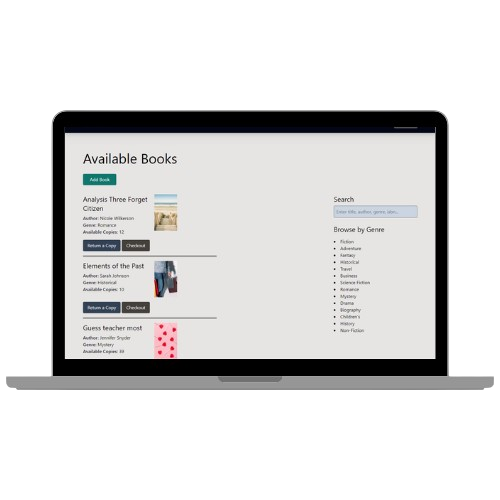 Available Books
Add Book
Analysis Three Forget
Citizen
Author: Nicole Wilkerson
Genre: Romance
Available Copies: 12
Return a Copy
Checkout
Elements of the Past
Author: Sarah Johnson
Genre: Historical
Available Copies: 10
Return a Copy
Checkout
Guess teacher most
Author: Jennifer Snyder
Genre: Mystery
Available Copies: 39
Search
Enter title, author, genre, desc...
Browse by Genre
Fiction
Adventure
Fantasy
Historical
Travel
Business
Science Fiction
Romance
Mystery
Drama
Biography
Children's
History
Non-Fiction